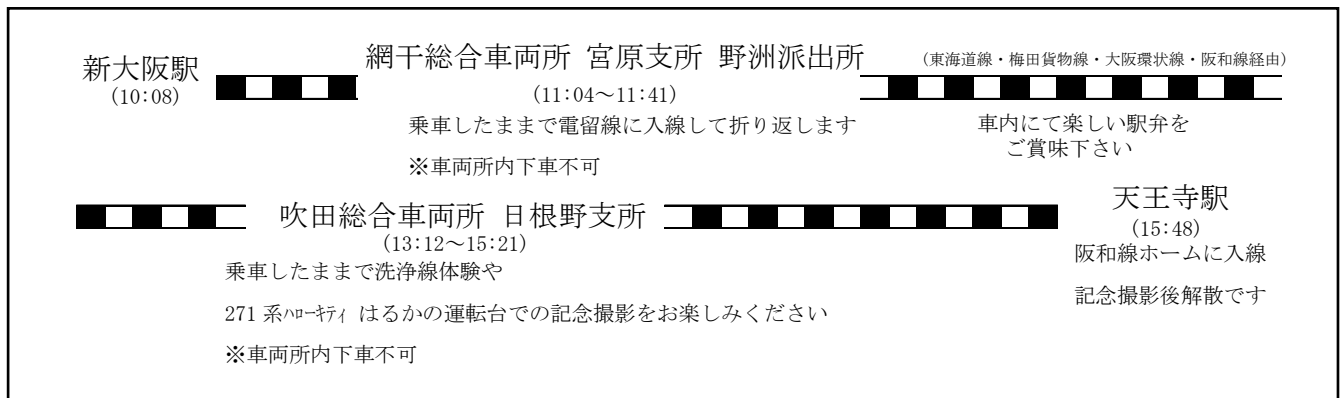 新大阪駅
(10:08)
網干総合車両所 宮原支所 野洲派出所
(11:04～11:41)
乗車したままで電留線に入線して折り返します
※車両所内下車不可
(東海道線・梅田貨物線・大阪環状線・阪和線経由)
車内にて楽しい駅弁を
ご賞味下さい
吹田総合車両所 日根野支所
(13:12～15:21)
乗車したままで洗浄線体験や
271 系ﾊﾛｰｷﾃｨ はるかの運転台での記念撮影をお楽しみください
※車両所内下車不可
天王寺駅
(15:48)
阪和線ホームに入線
記念撮影後解散です